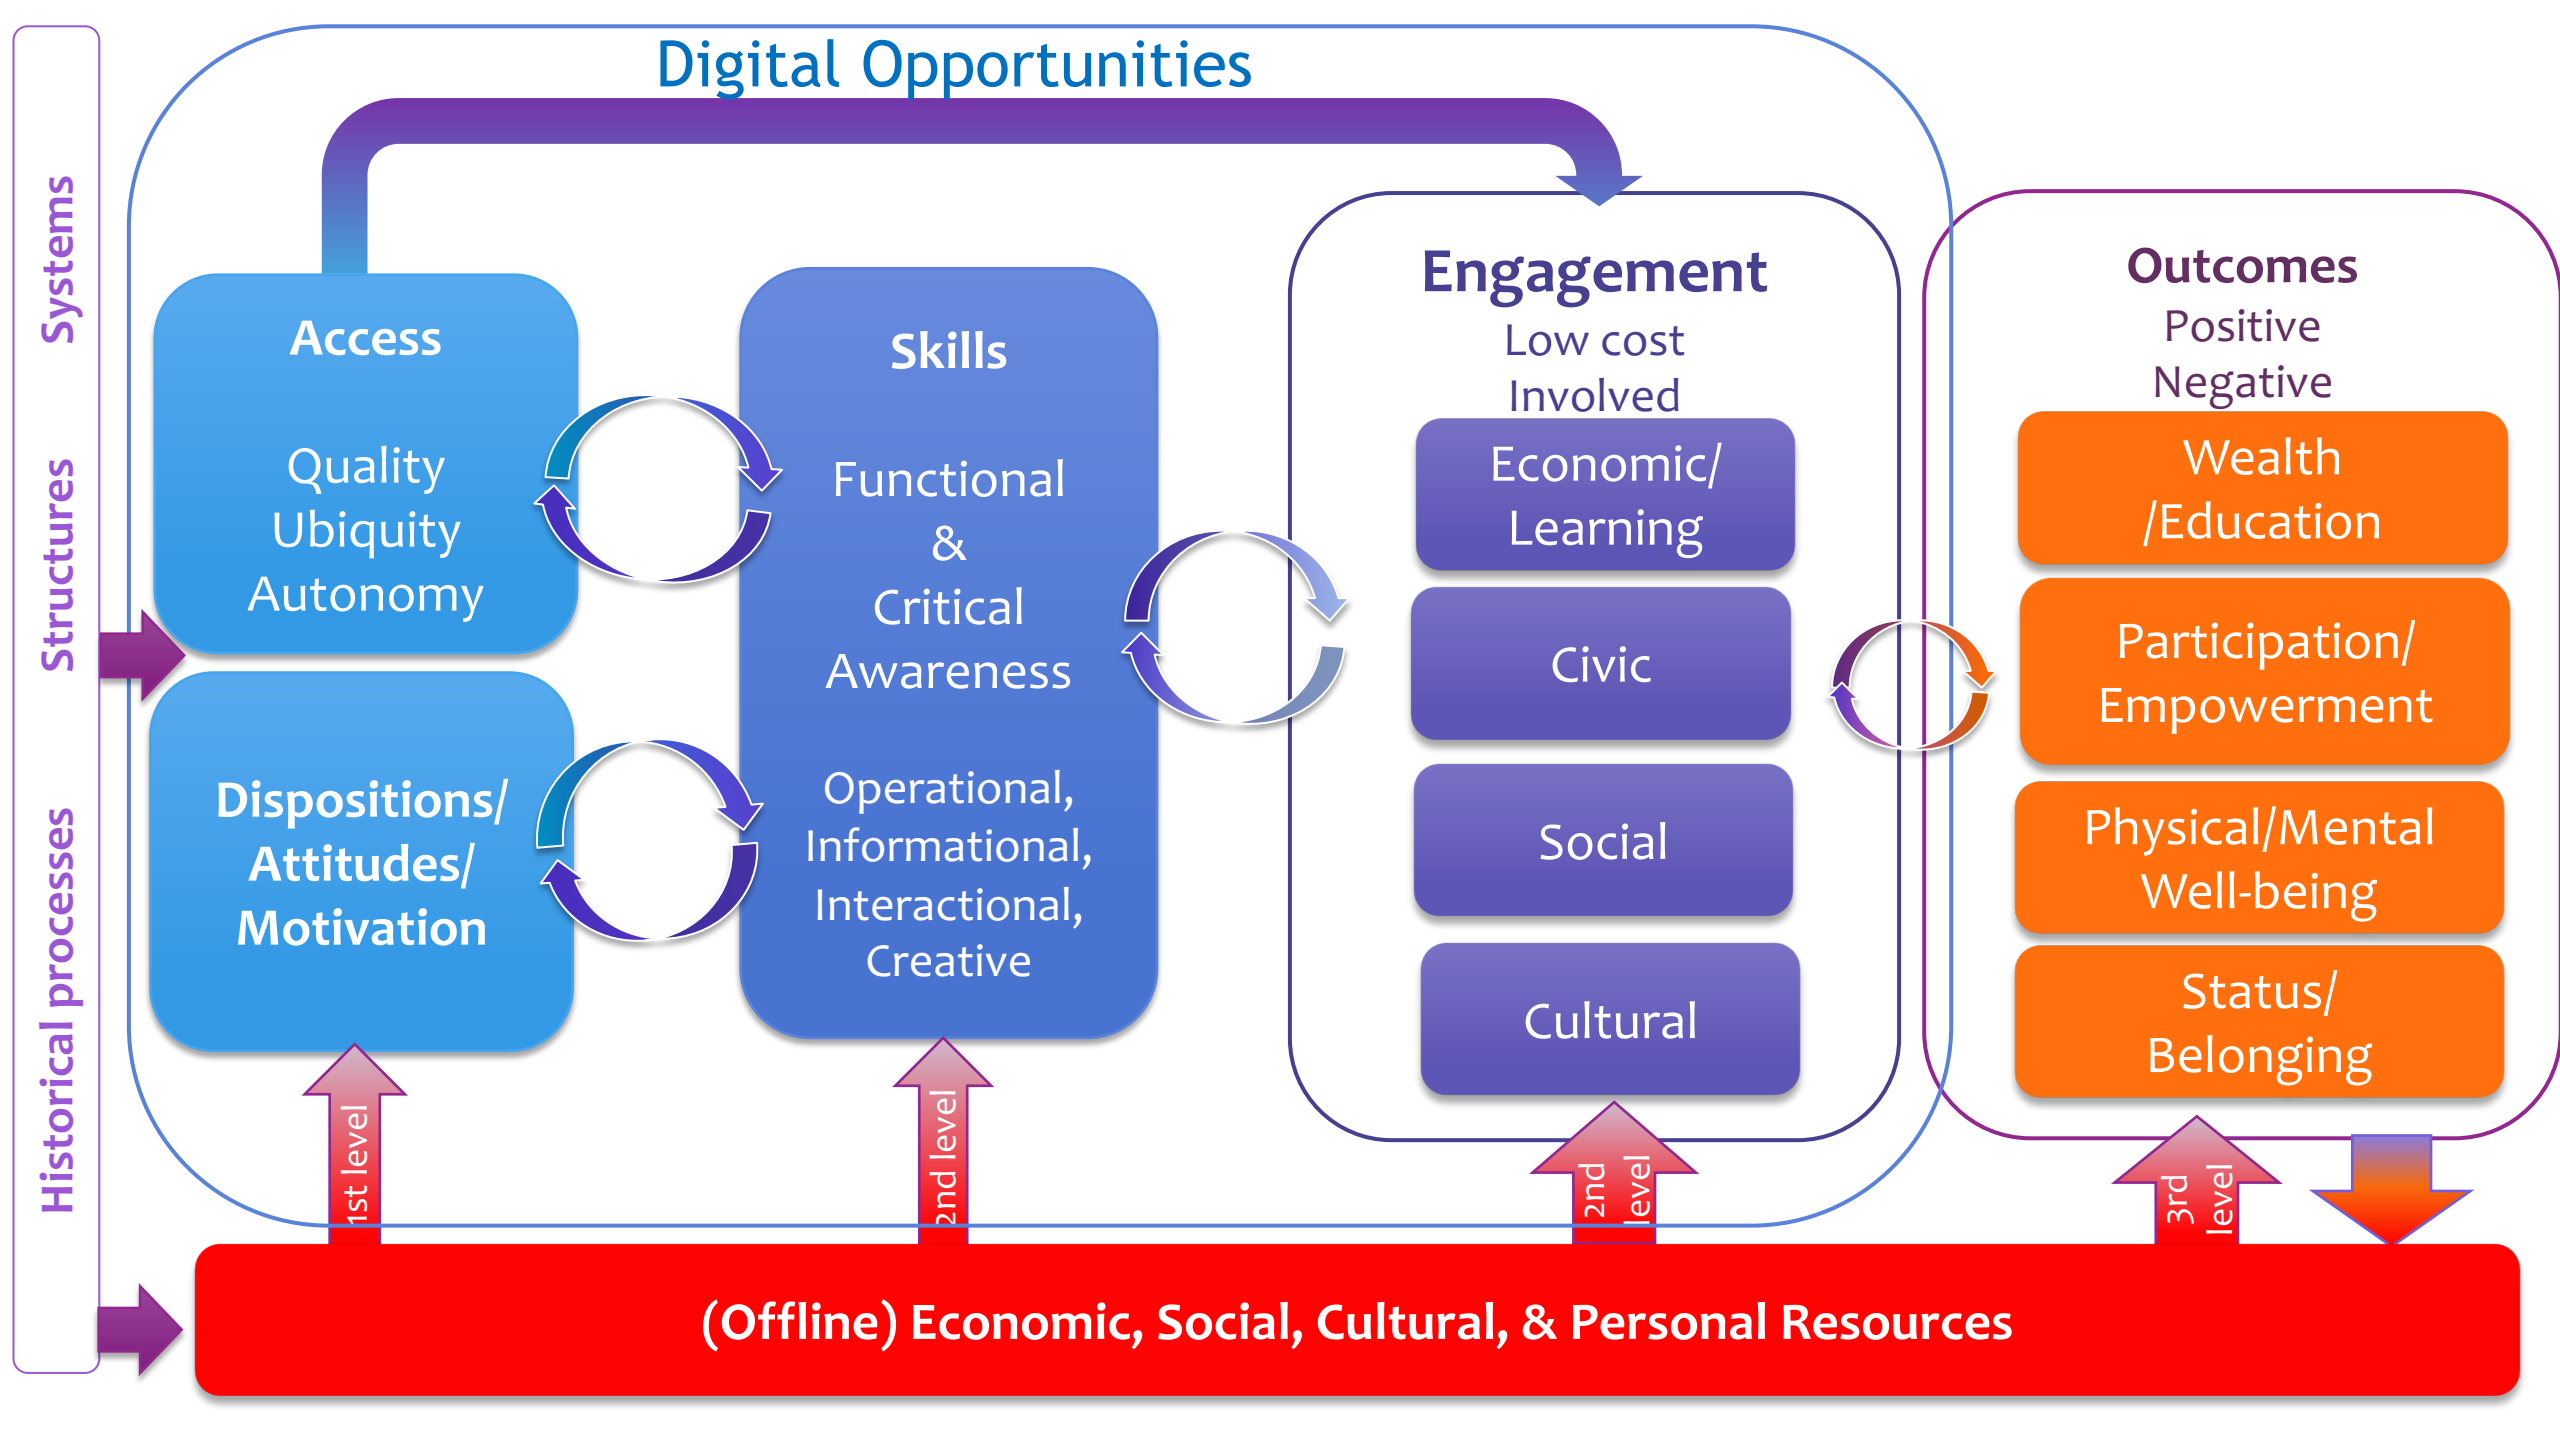 Systems
Structures
Historical processes
Digital Opportunities
Access
Quality
Ubiquity
Autonomy
Dispositions/
Attitudes/
Motivation
Skills
Functional
&
Critical
Awareness
Operational,
Informational,
Interactional,
Creative
Engagement
Low cost
Involved
Economic/
Learning
Civic
Social
Cultural
Outcomes
Positive
Negative
Wealth
/Education
Participation/
Empowerment
Physical/Mental
Well-being
Status/
Belonging
1st level
2nd level
2nd
level
3rd
level
(Offline) Economic, Social, Cultural, & Personal Resources